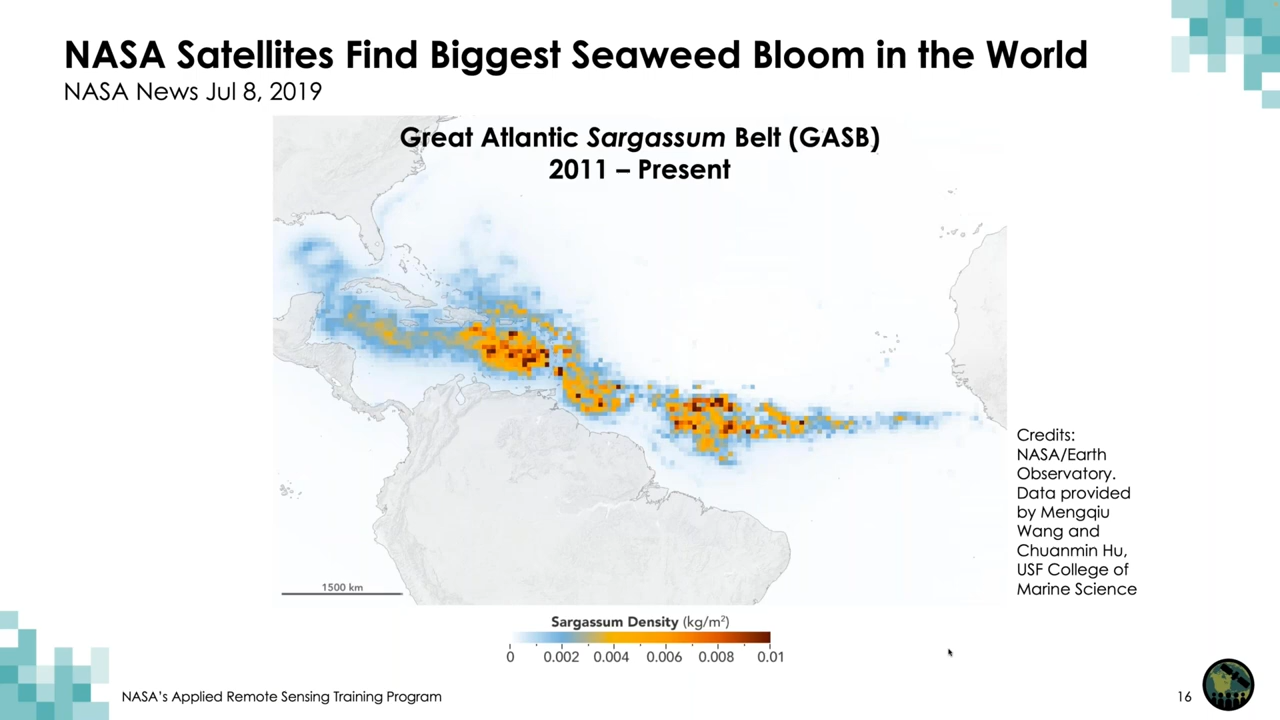 NASA Satellites Find Biggest Seaweed Bloom in the World
NASA News Jul 8, 2019
Great Atlantic Sargassum Belt (GASB)
2011 – Present
Credits:
NASA/Earth
Observatory.
Data provided
by Mengqiu
Wang and
Chuanmin Hu,
USF College of
Marine Science
1500 km
Sargassum Density (kg/m²)
0 0.002 0.004 0.006 0.008 0.01
NASA's Applied Remote Sensing Training Program
16